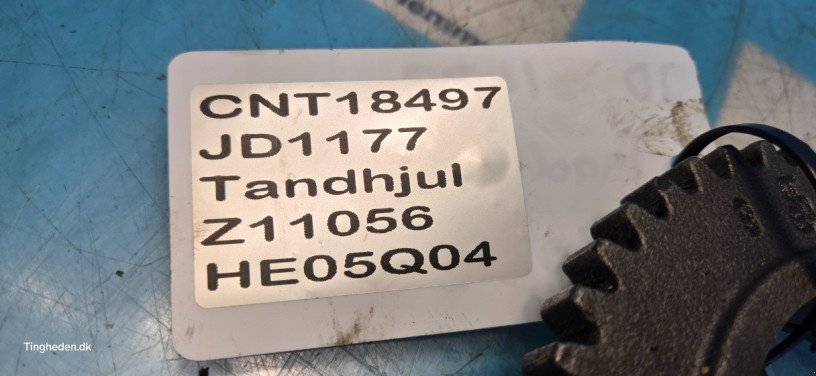 CNT18497
JD1177
Tandhjul
Z11056
HE05Q04
Tingheden.dk